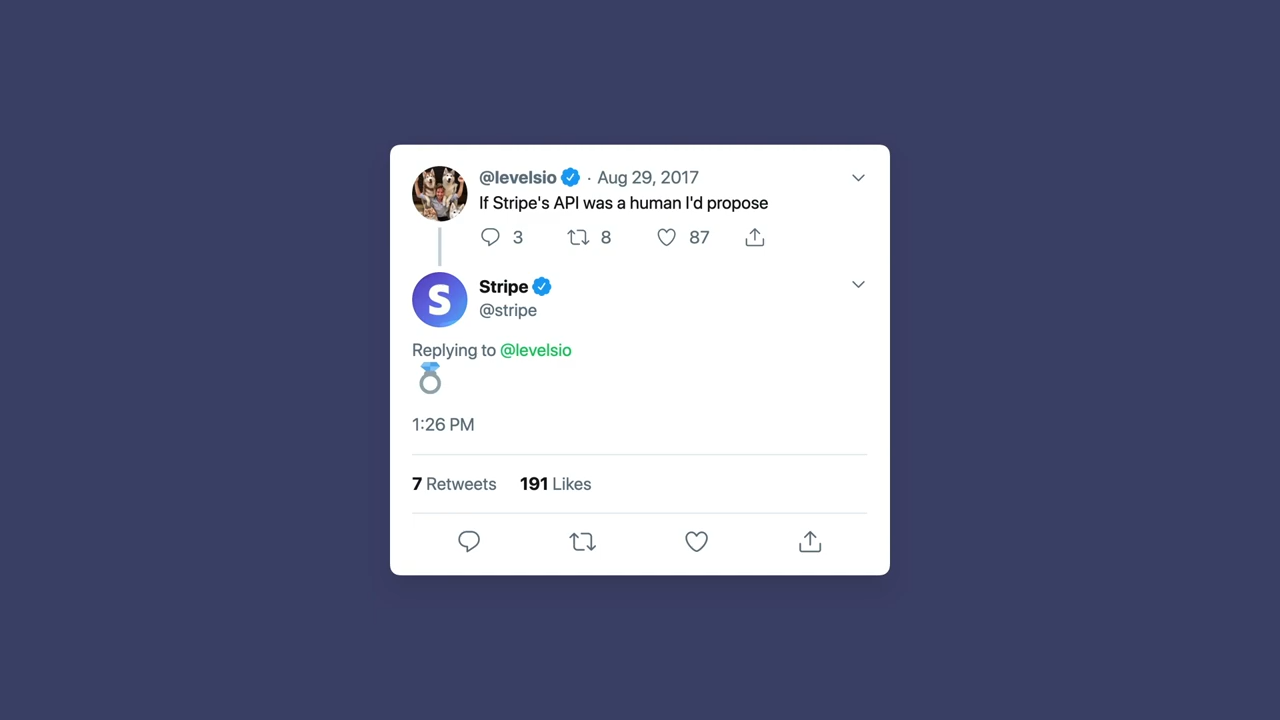 @levelsio · Aug 29, 2017
If Stripe's API was a human I'd propose
3 8 87
S
Stripe
@stripe
Replying to @levelsio
💍
1:26 PM
7 Retweets 191 Likes